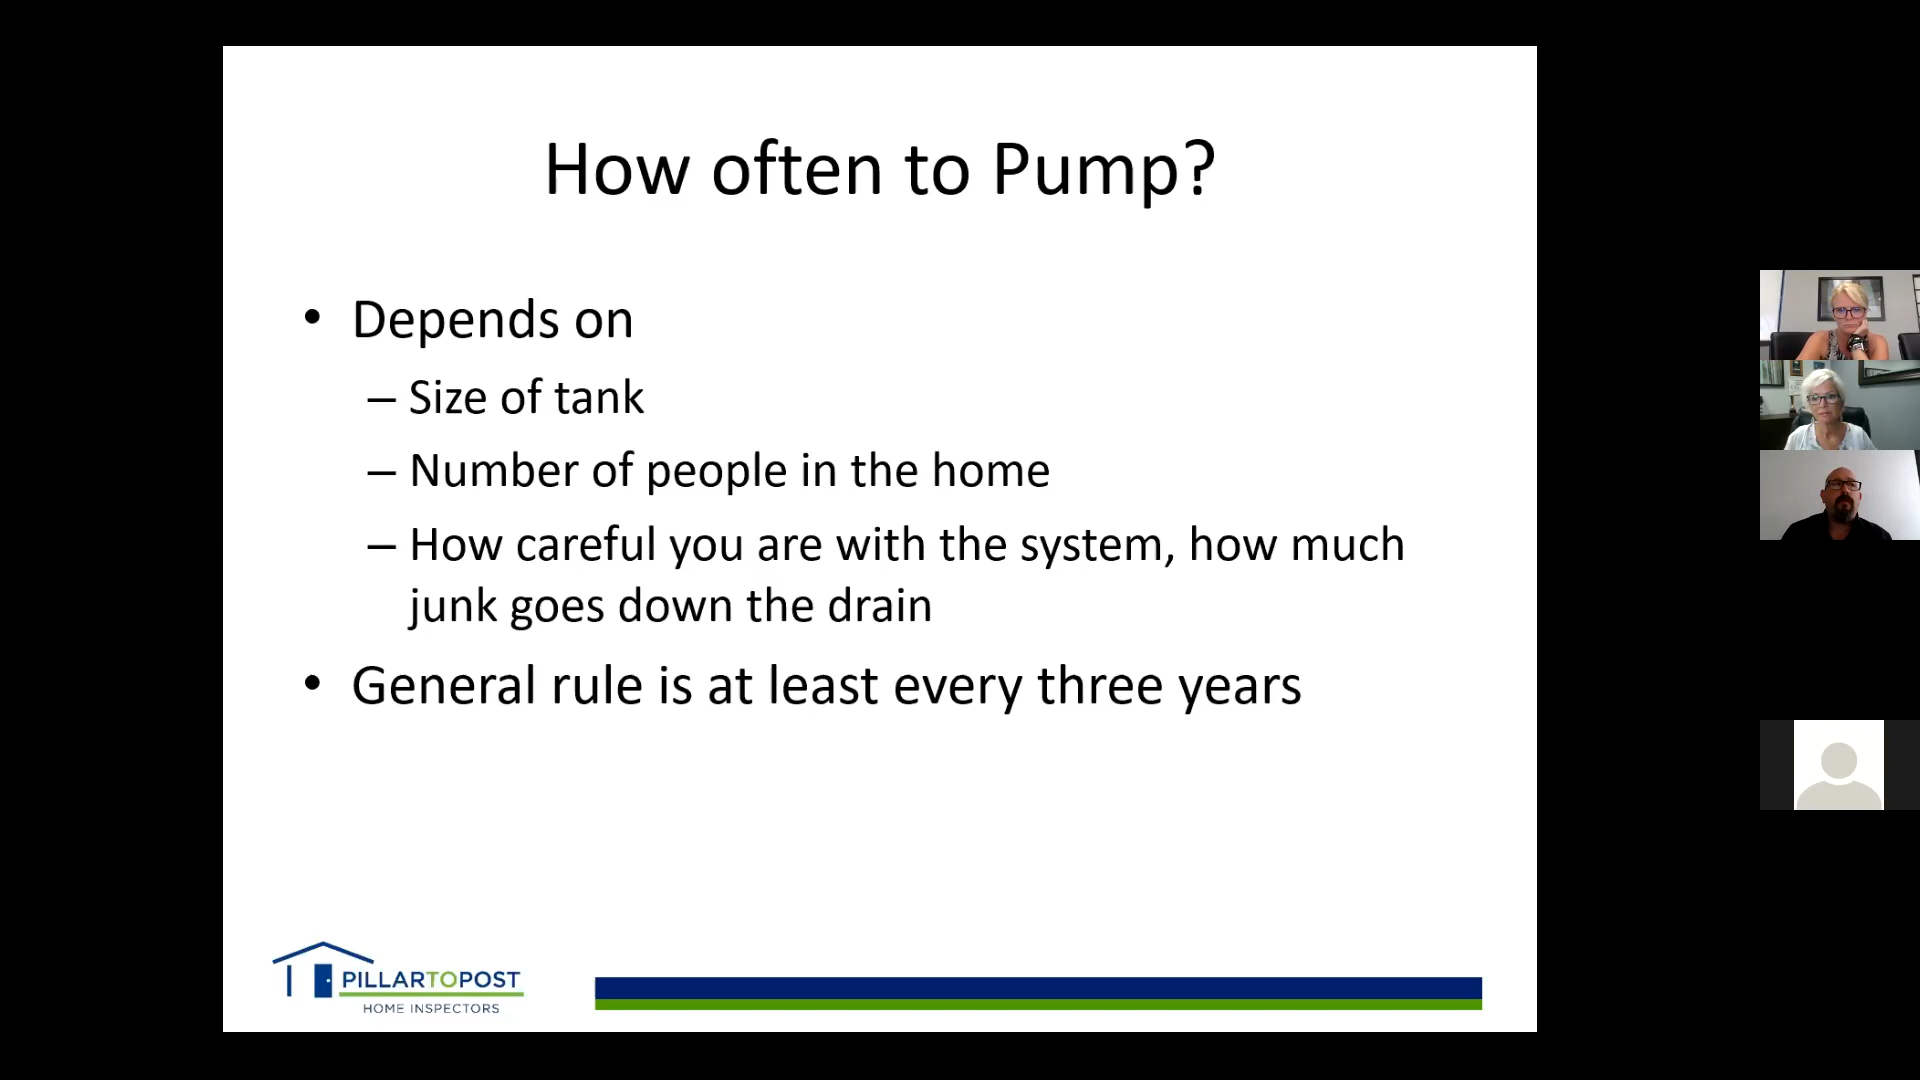 How often to Pump?
• Depends on
– Size of tank
– Number of people in the home
– How careful you are with the system, how much
junk goes down the drain
• General rule is at least every three years
PILLARTOPOST
HOME INSPECTORS